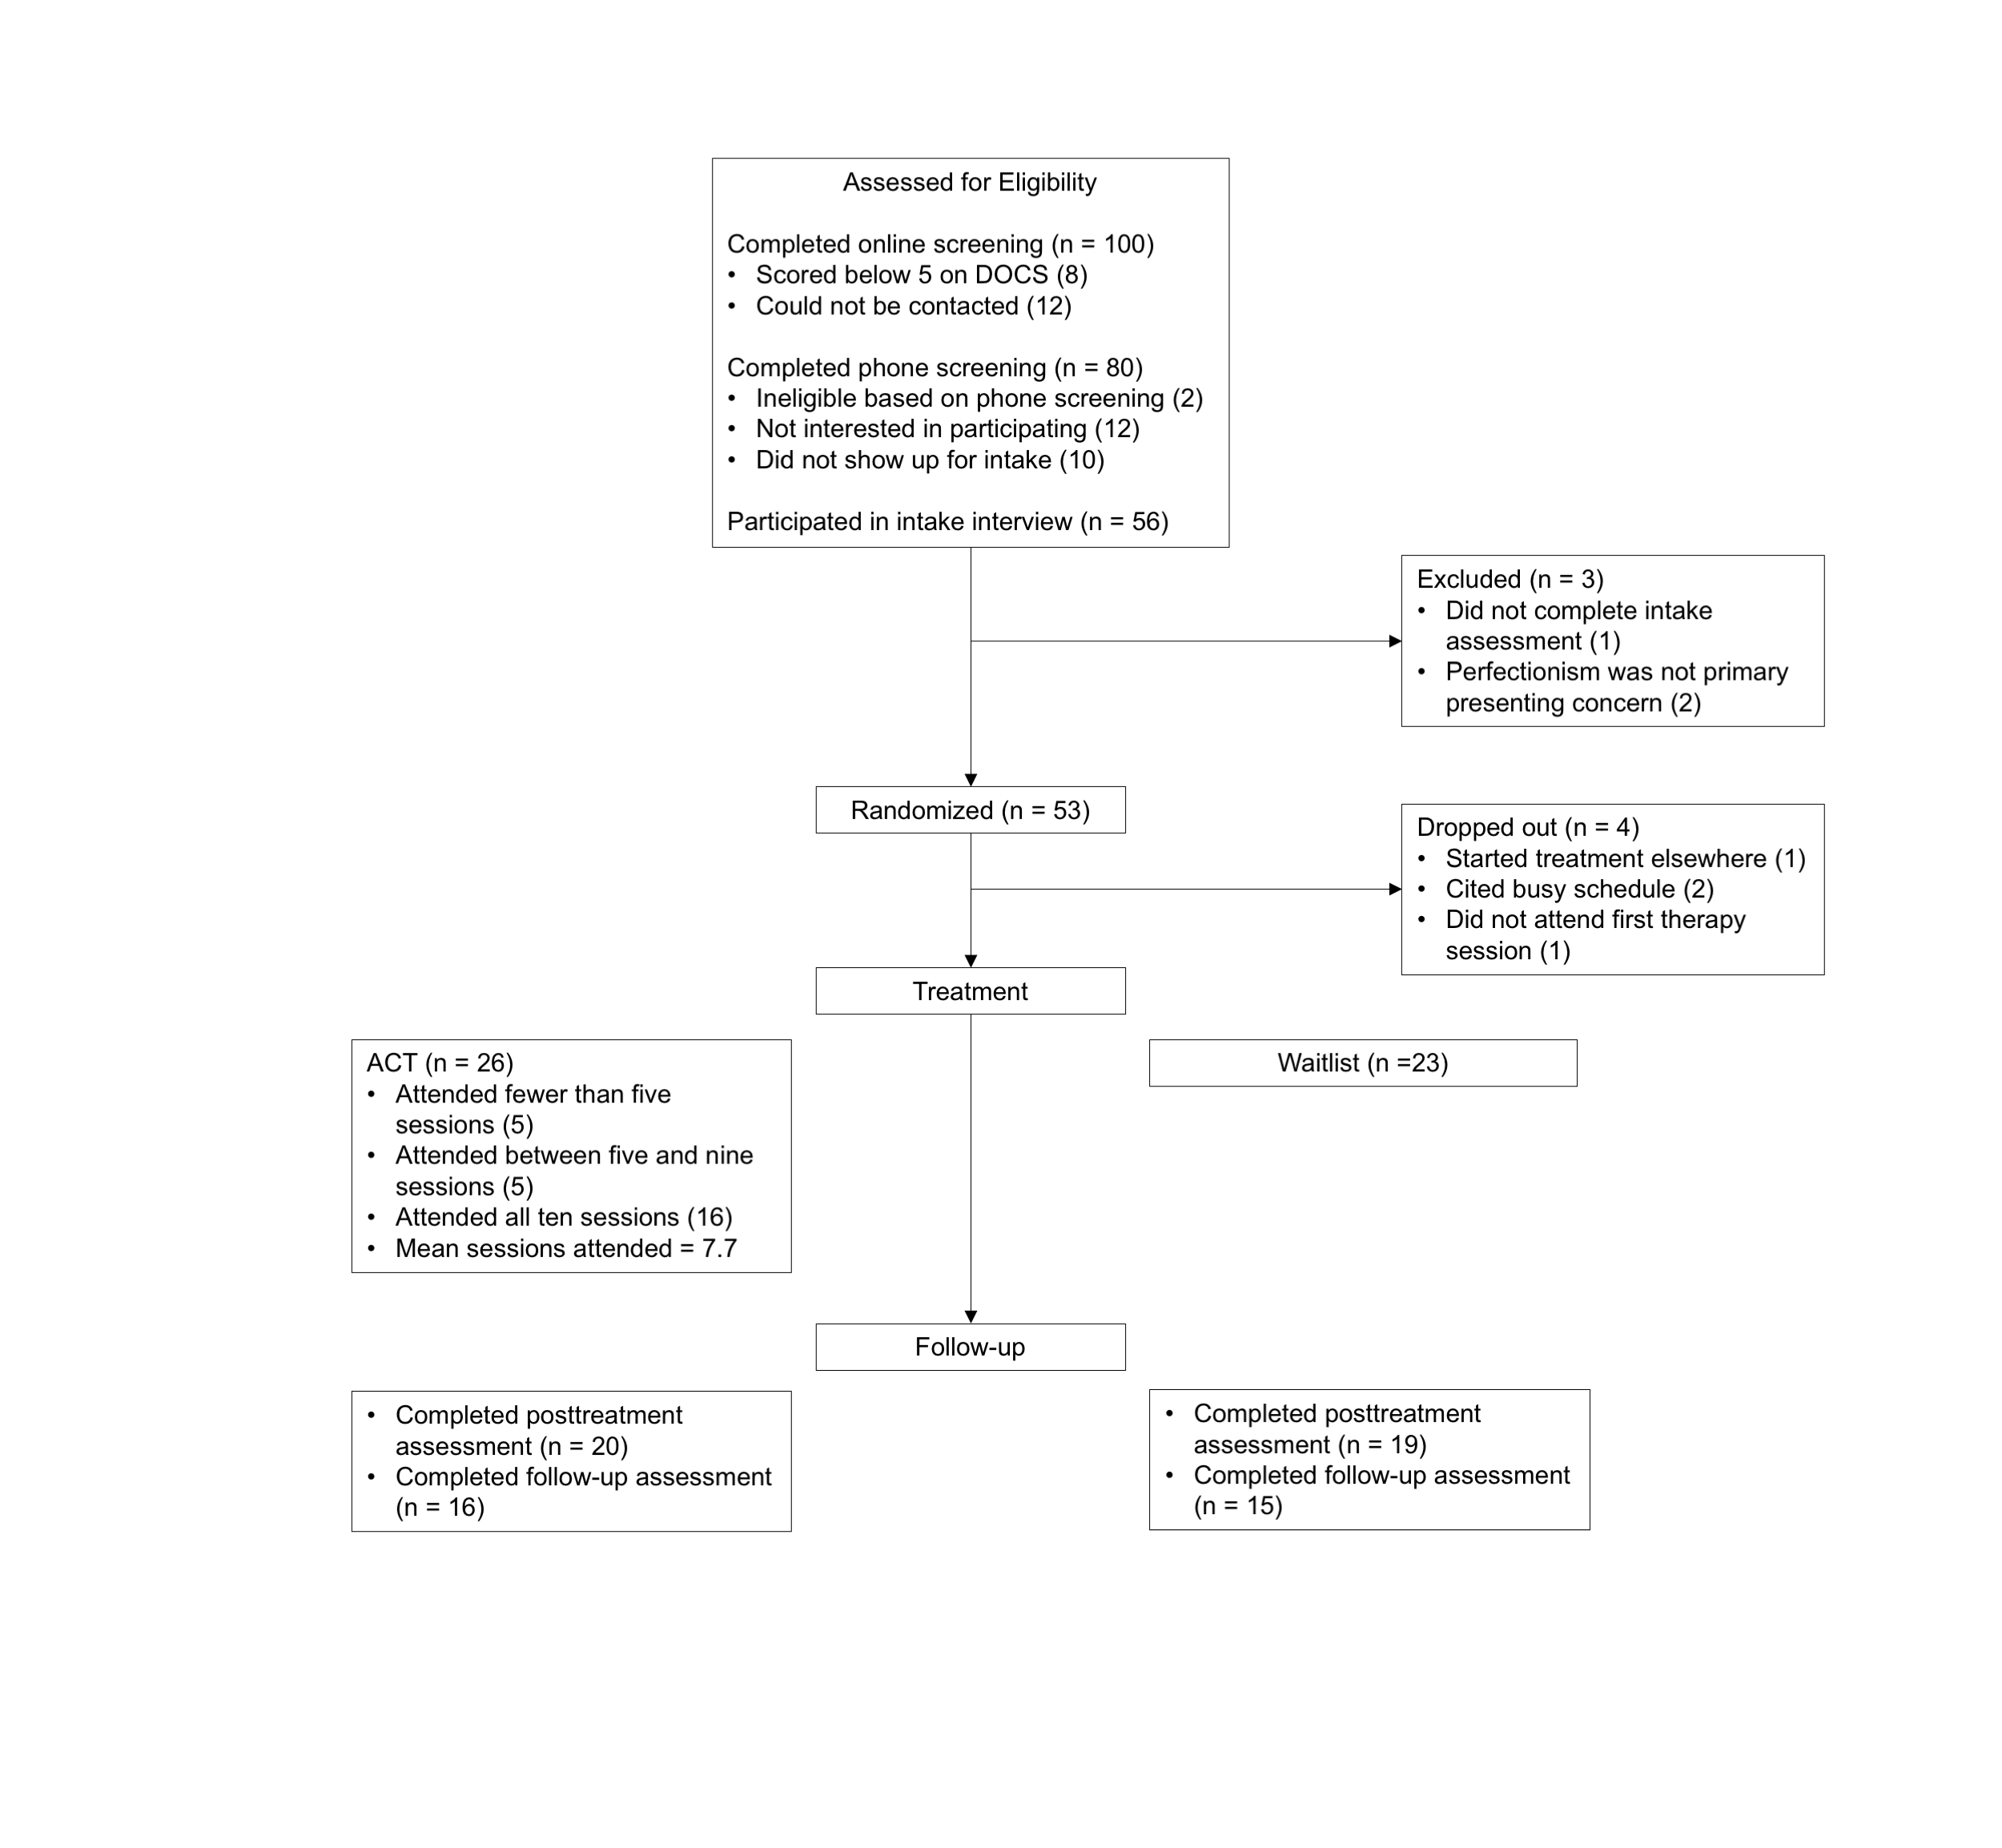 Assessed for Eligibility
Completed online screening (n = 100)
• Scored below 5 on DOCS (8)
• Could not be contacted (12)
Completed phone screening (n = 80)
• Ineligible based on phone screening (2)
• Not interested in participating (12)
• Did not show up for intake (10)
Participated in intake interview (n = 56)
Excluded (n = 3)
• Did not complete intake
assessment (1)
• Perfectionism was not primary
presenting concern (2)
Randomized (n = 53)
Dropped out (n = 4)
• Started treatment elsewhere (1)
• Cited busy schedule (2)
• Did not attend first therapy
session (1)
Treatment
ACT (n = 26)
• Attended fewer than five
sessions (5)
• Attended between five and nine
sessions (5)
• Attended all ten sessions (16)
• Mean sessions attended = 7.7
Waitlist (n =23)
Follow-up
• Completed posttreatment
assessment (n = 20)
• Completed follow-up assessment
(n = 16)
• Completed posttreatment
assessment (n = 19)
• Completed follow-up assessment
(n = 15)